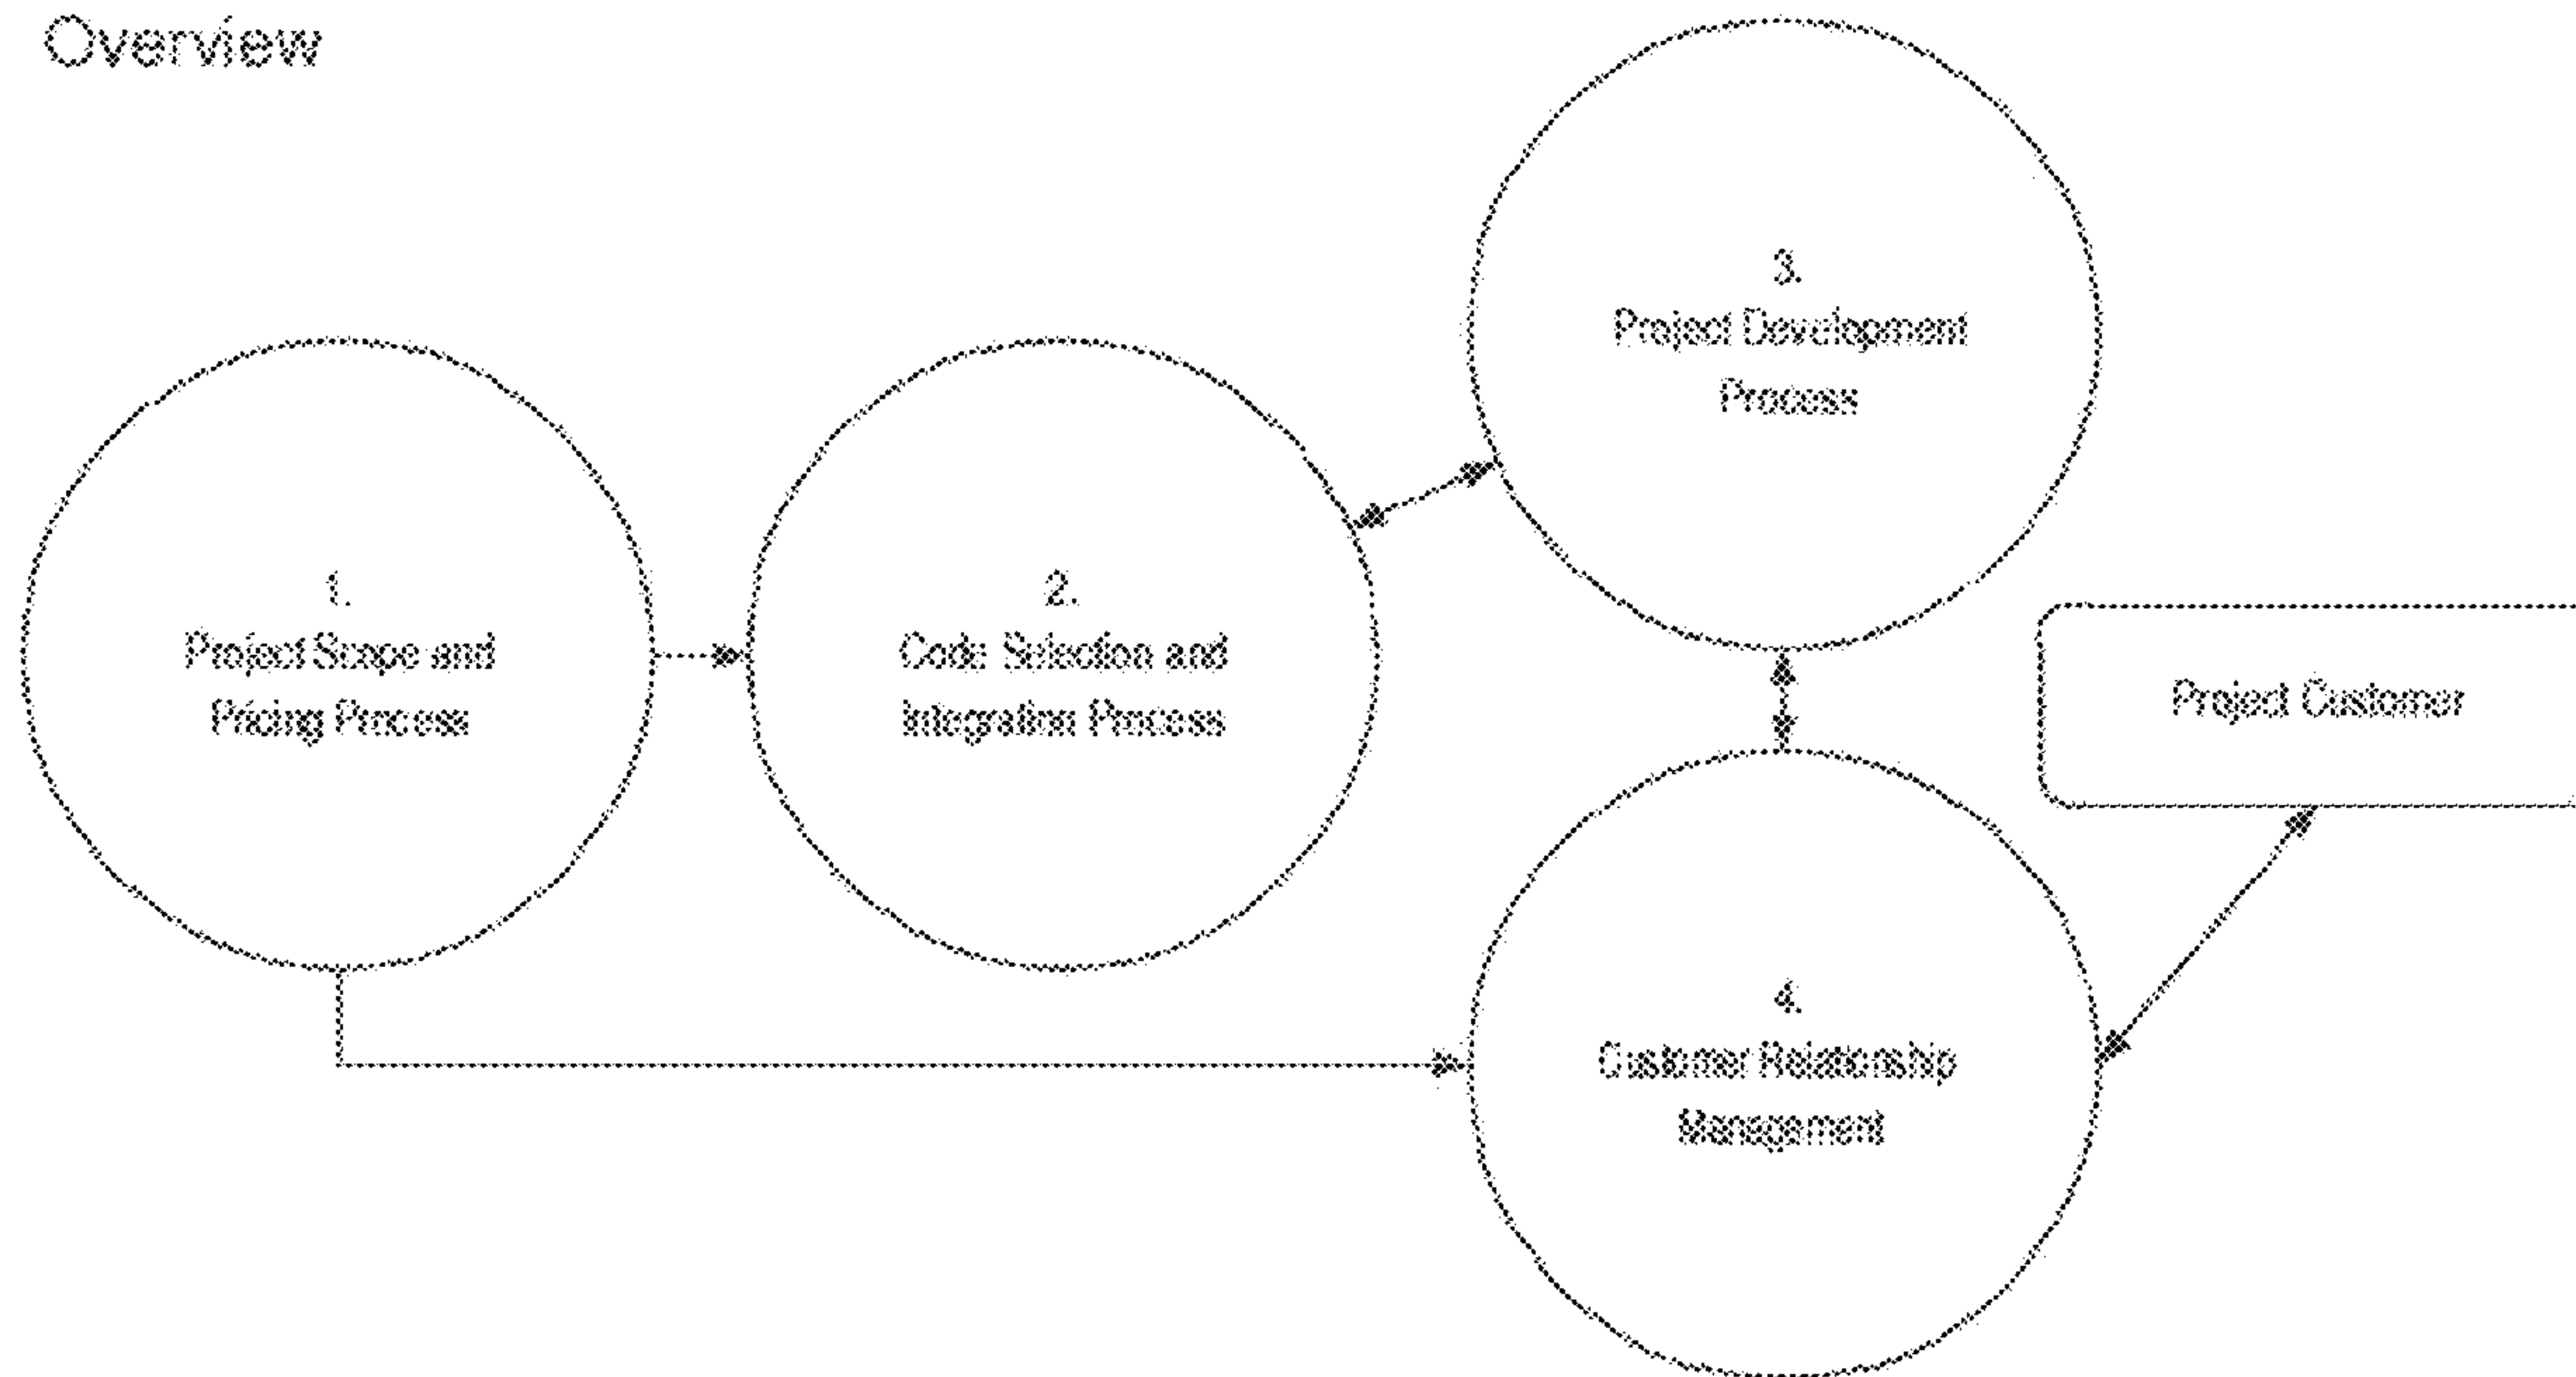 Overview
3.
Project Development
Process
1.
Project Scope and
Pricing Process
2.
Code Selection and
Integration Process
Project Customer
4.
Customer Relationship
Management